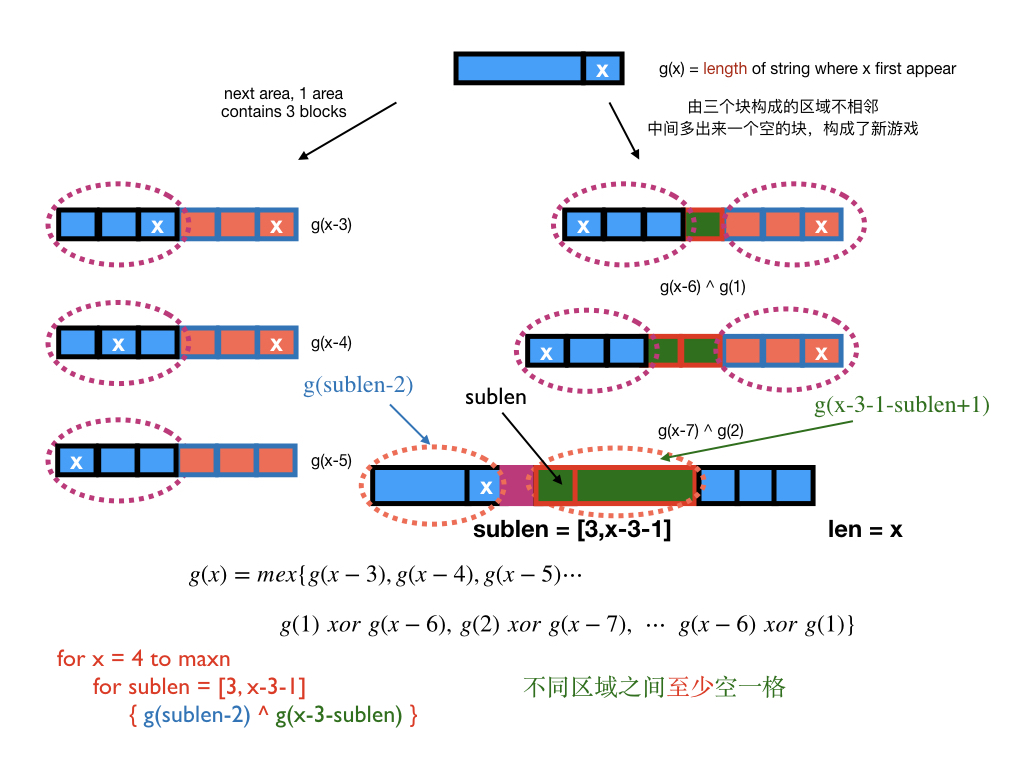 x
g(x) = length of string where x first appear
next area, 1 area
contains 3 blocks
由三个块构成的区域不相邻
中间多出来一个空的块，构成了新游戏
x x g(x-3)
x x
g(x-6) ^ g(1)
x x g(x-4)
x x
g(sublen-2)
sublen
g(x-3-1-sublen+1)
g(x-7) ^ g(2)
x g(x-5)
x
sublen = [3,x-3-1]
len = x
g(x) = mex{g(x − 3), g(x − 4), g(x − 5)⋯
g(1) xor g(x − 6), g(2) xor g(x − 7), ⋯ g(x − 6) xor g(1)}
for x = 4 to maxn
for sublen = [3, x-3-1]
{ g(sublen-2) ^ g(x-3-sublen) }
不同区域之间至少空一格